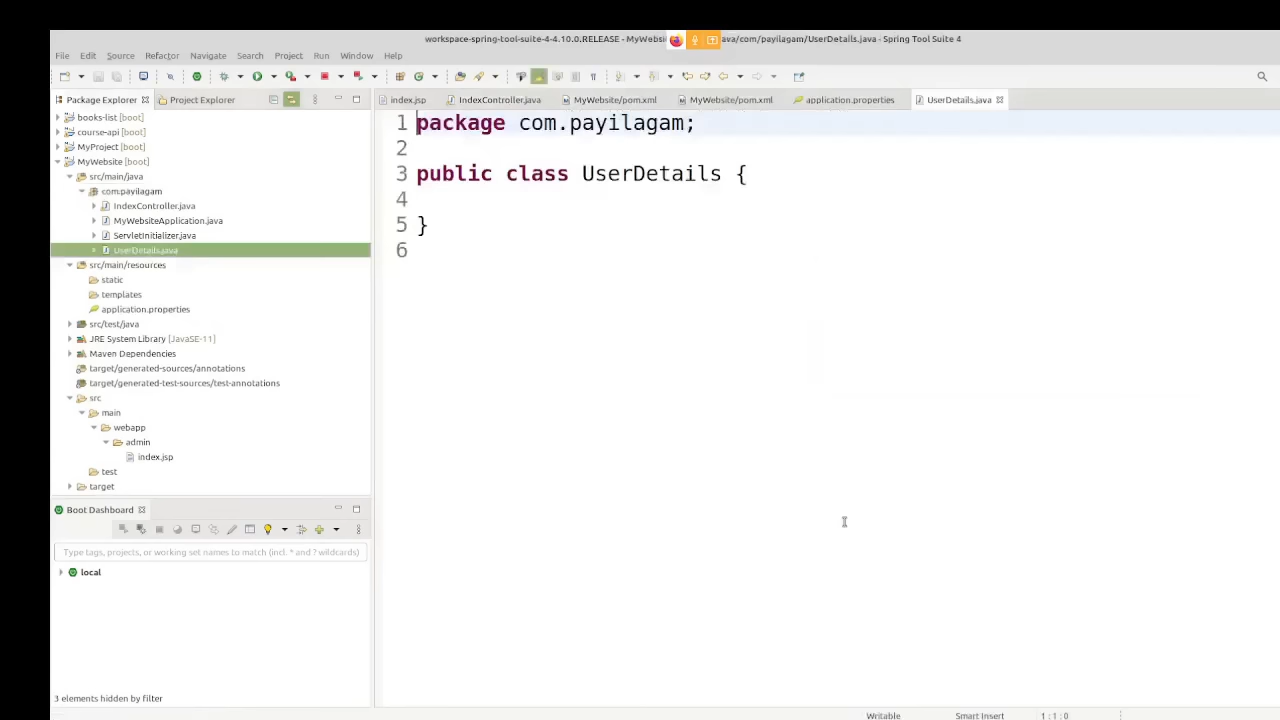 workspace-spring-tool-suite-4-4.10.0.RELEASE - MyWebsi ava/com/payilagam/UserDetails.java - Spring Tool Suite 4
File Edit Source Refactor Navigate Search Project Run Window Help
Package Explorer Project Explorer
index.jsp IndexController.java MyWebsite/pom.xml MyWebsite/pom.xml application.properties UserDetails.java
books-list [boot]
course-api [boot]
MyProject [boot]
MyWebsite [boot]
src/main/java
com.payilagam
IndexController.java
MyWebsiteApplication.java
ServletInitializer.java
UserDetails.java
src/main/resources
static
templates
application.properties
src/test/java
JRE System Library [JavaSE-11]
Maven Dependencies
target/generated-sources/annotations
target/generated-test-sources/test-annotations
src
main
webapp
admin
index.jsp
test
target
1 package com.payilagam;
2
3 public class UserDetails {
4
5 }
6
Boot Dashboard
Type tags, projects, or working set names to match (incl. * and ? wildcards)
local
3 elements hidden by filter
Writable Smart Insert 1 : 1 : 0